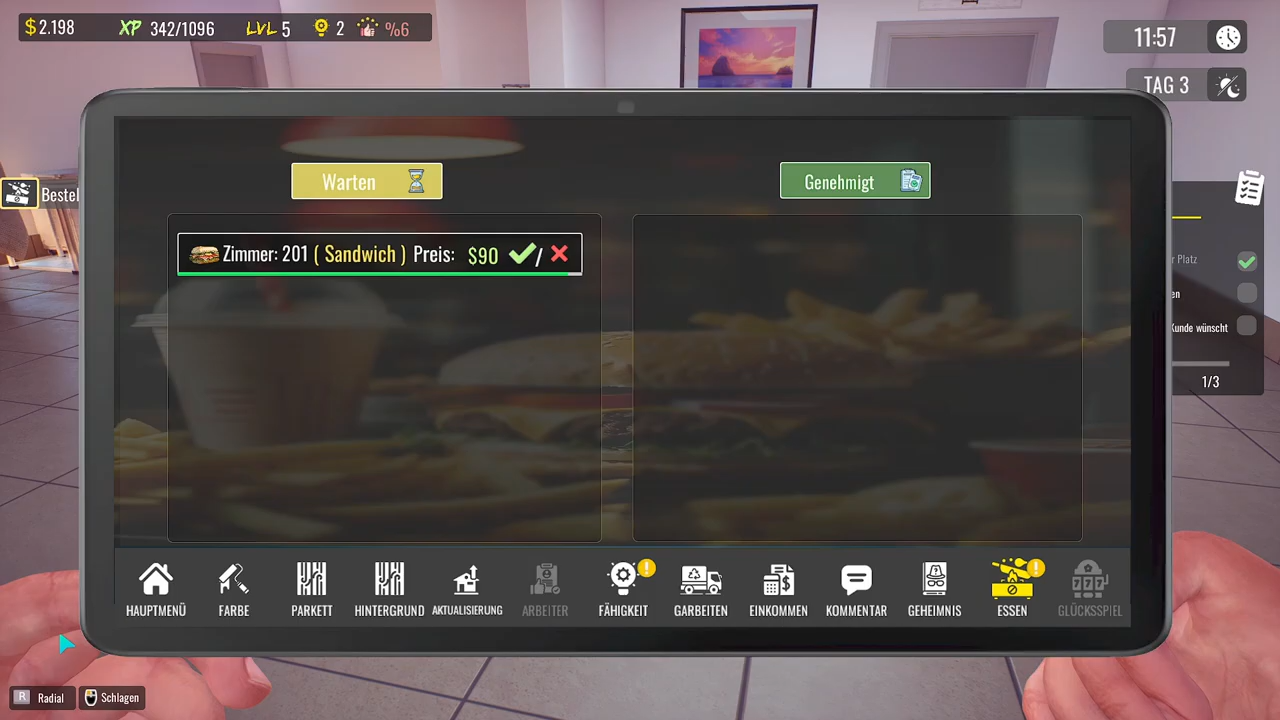 $ 2.198 XP 342/1096 LVL 5 2 %6
11:57
TAG 3
Bestel
Warten
Genehmigt
Zimmer: 201 ( Sandwich ) Preis: $90 /
r Platz
en
Kunde wünscht
1/3
HAUPTMENÜ FARBE PARKETT HINTERGRUND AKTUALISIERUNG ARBEITER FÄHIGKEIT GARBEITEN EINKOMMEN KOMMENTAR GEHEIMNIS ESSEN GLÜCKSSPIEL
R Radial Schlagen